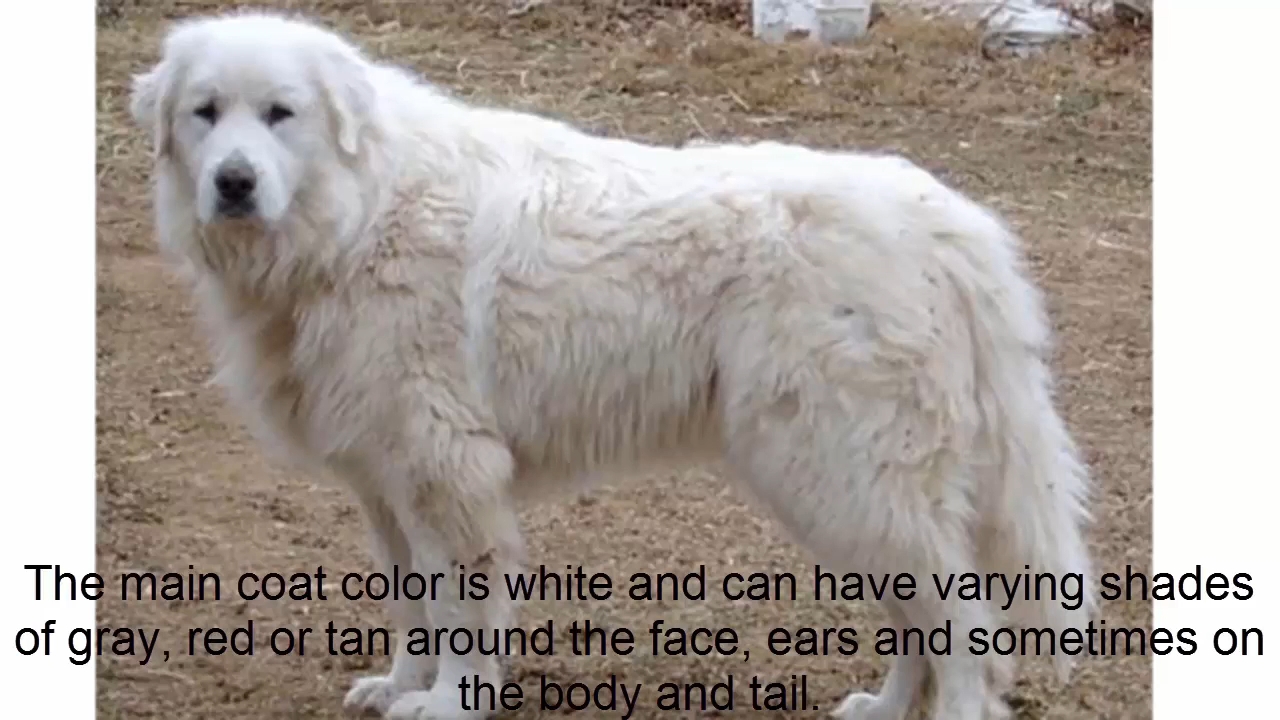 The main coat color is white and can have varying shades
of gray, red or tan around the face, ears and sometimes on
the body and tail.